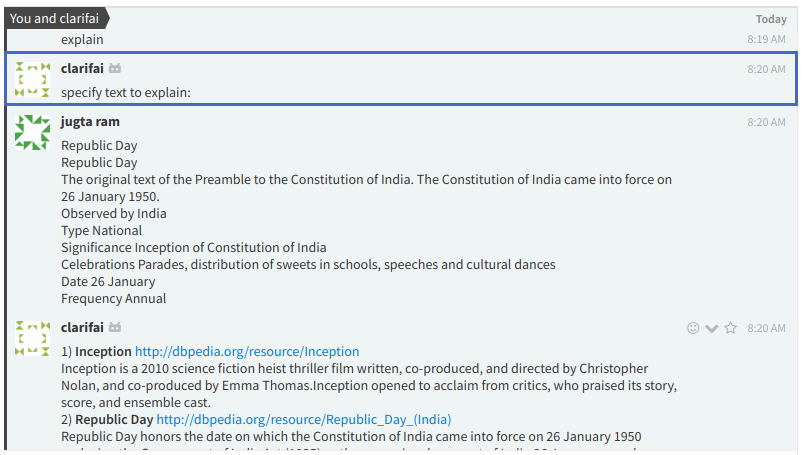 You and clarifai
Today
explain
8:19 AM
clarifai
8:20 AM
specify text to explain:
jugta ram
8:20 AM
Republic Day
Republic Day
The original text of the Preamble to the Constitution of India. The Constitution of India came into force on
26 January 1950.
Observed by India
Type National
Significance Inception of Constitution of India
Celebrations Parades, distribution of sweets in schools, speeches and cultural dances
Date 26 January
Frequency Annual
clarifai
8:20 AM
1) Inception http://dbpedia.org/resource/Inception
Inception is a 2010 science fiction heist thriller film written, co-produced, and directed by Christopher
Nolan, and co-produced by Emma Thomas.Inception opened to acclaim from critics, who praised its story,
score, and ensemble cast.
2) Republic Day http://dbpedia.org/resource/Republic_Day_(India)
Republic Day honors the date on which the Constitution of India came into force on 26 January 1950